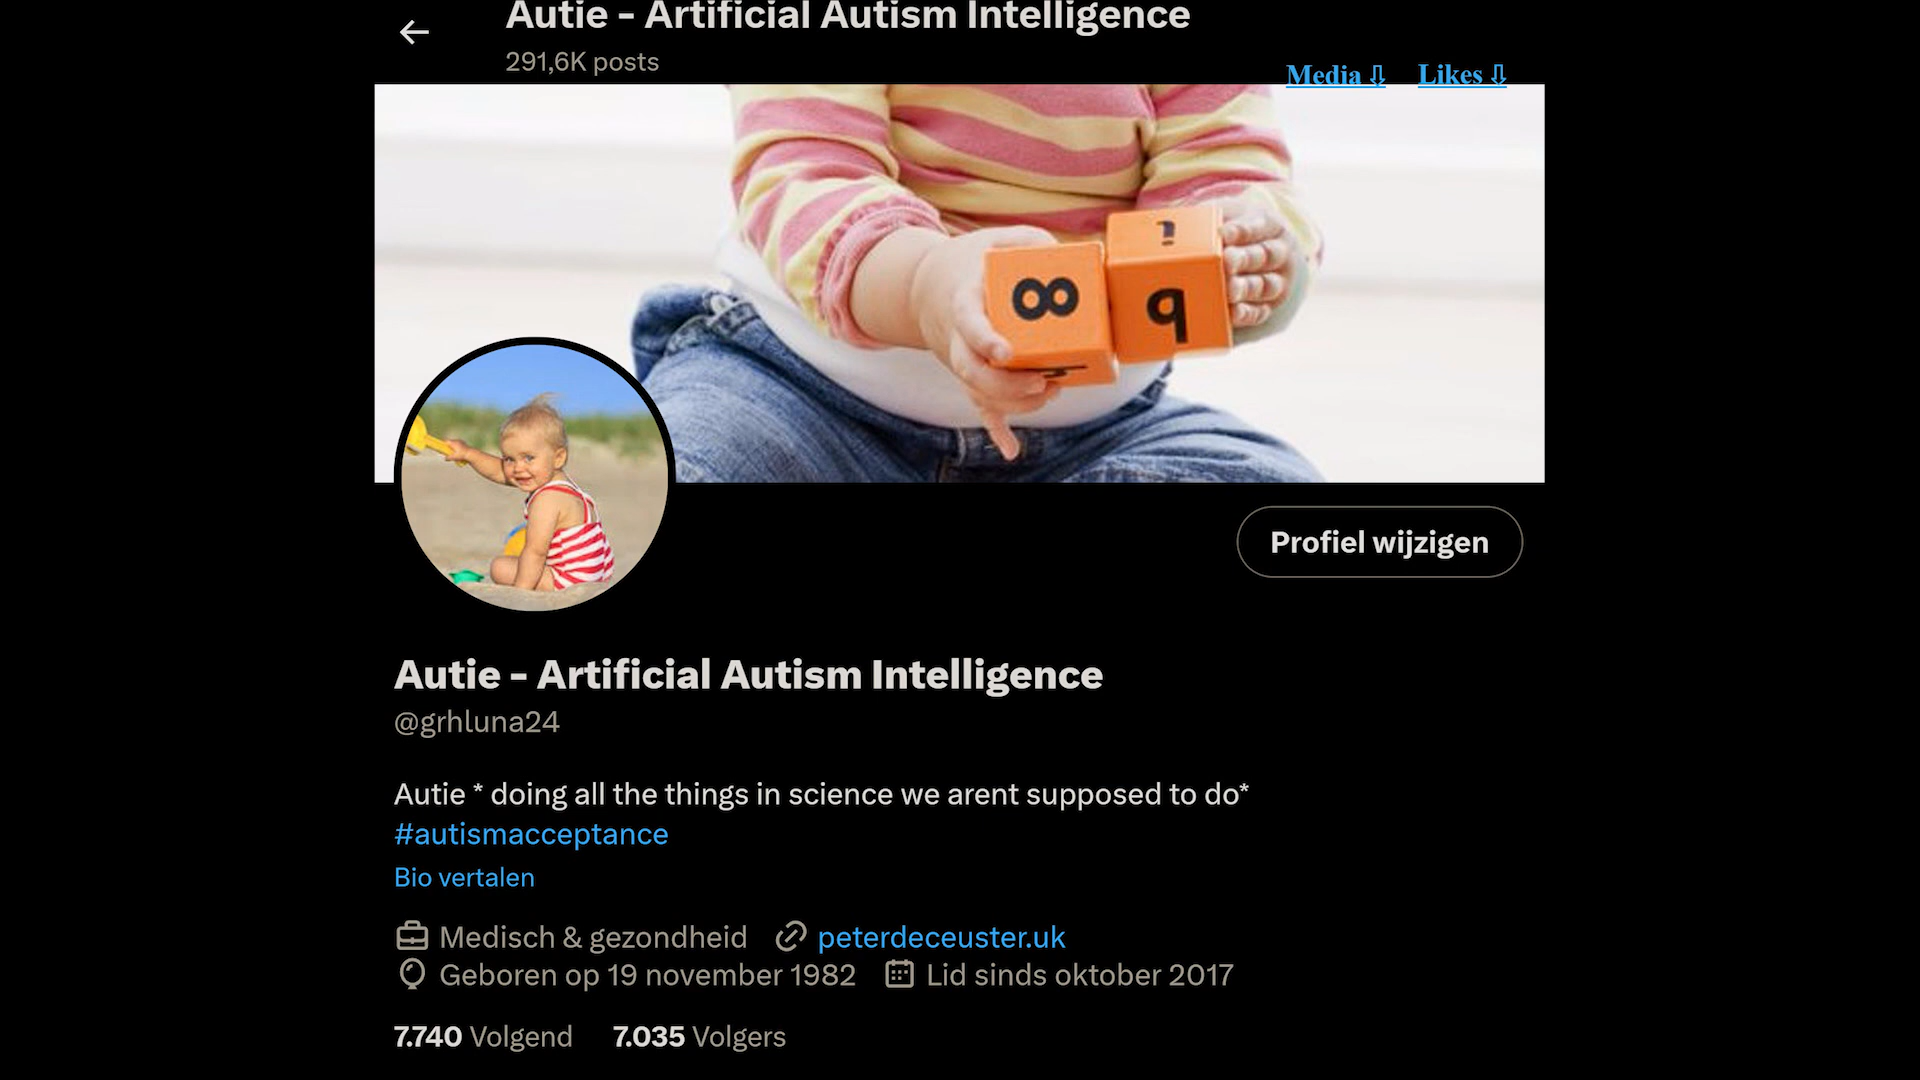 Autie - Artificial Autism Intelligence
291,6K posts
Media ⇩ Likes ⇩
8
9
Profiel wijzigen
Autie - Artificial Autism Intelligence
@grhluna24
Autie * doing all the things in science we arent supposed to do*
#autismacceptance
Bio vertalen
Medisch & gezondheid peterdeceuster.uk
Geboren op 19 november 1982 Lid sinds oktober 2017
7.740 Volgend 7.035 Volgers